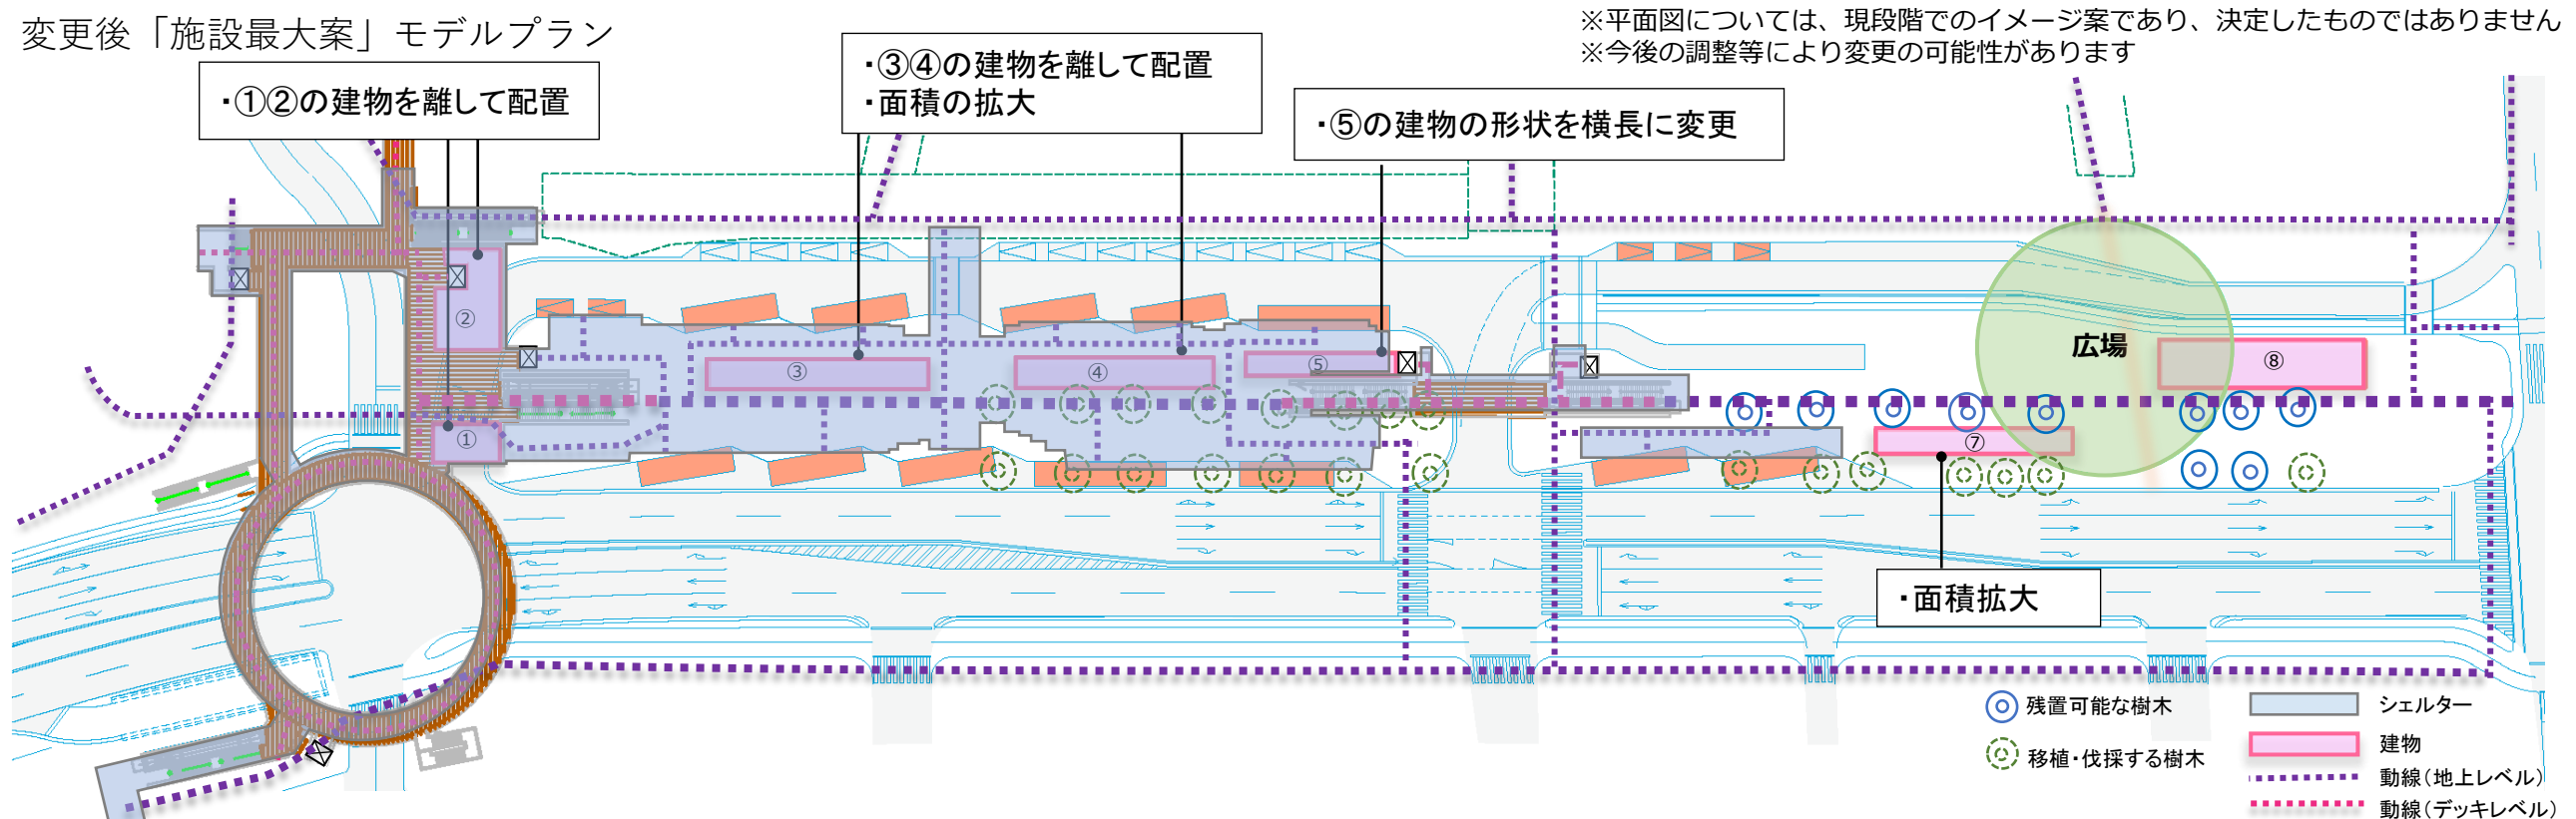 変更後「施設最大案」モデルプラン
※平面図については、現段階でのイメージ案であり、決定したものではありません
※今後の調整等により変更の可能性があります
・①②の建物を離して配置
・③④の建物を離して配置
・面積の拡大
・⑤の建物の形状を横長に変更
②
③
④
⑤
広場
⑧
①
⑦
・面積拡大
残置可能な樹木
移植・伐採する樹木
シェルター
建物
動線（地上レベル）
動線（デッキレベル）